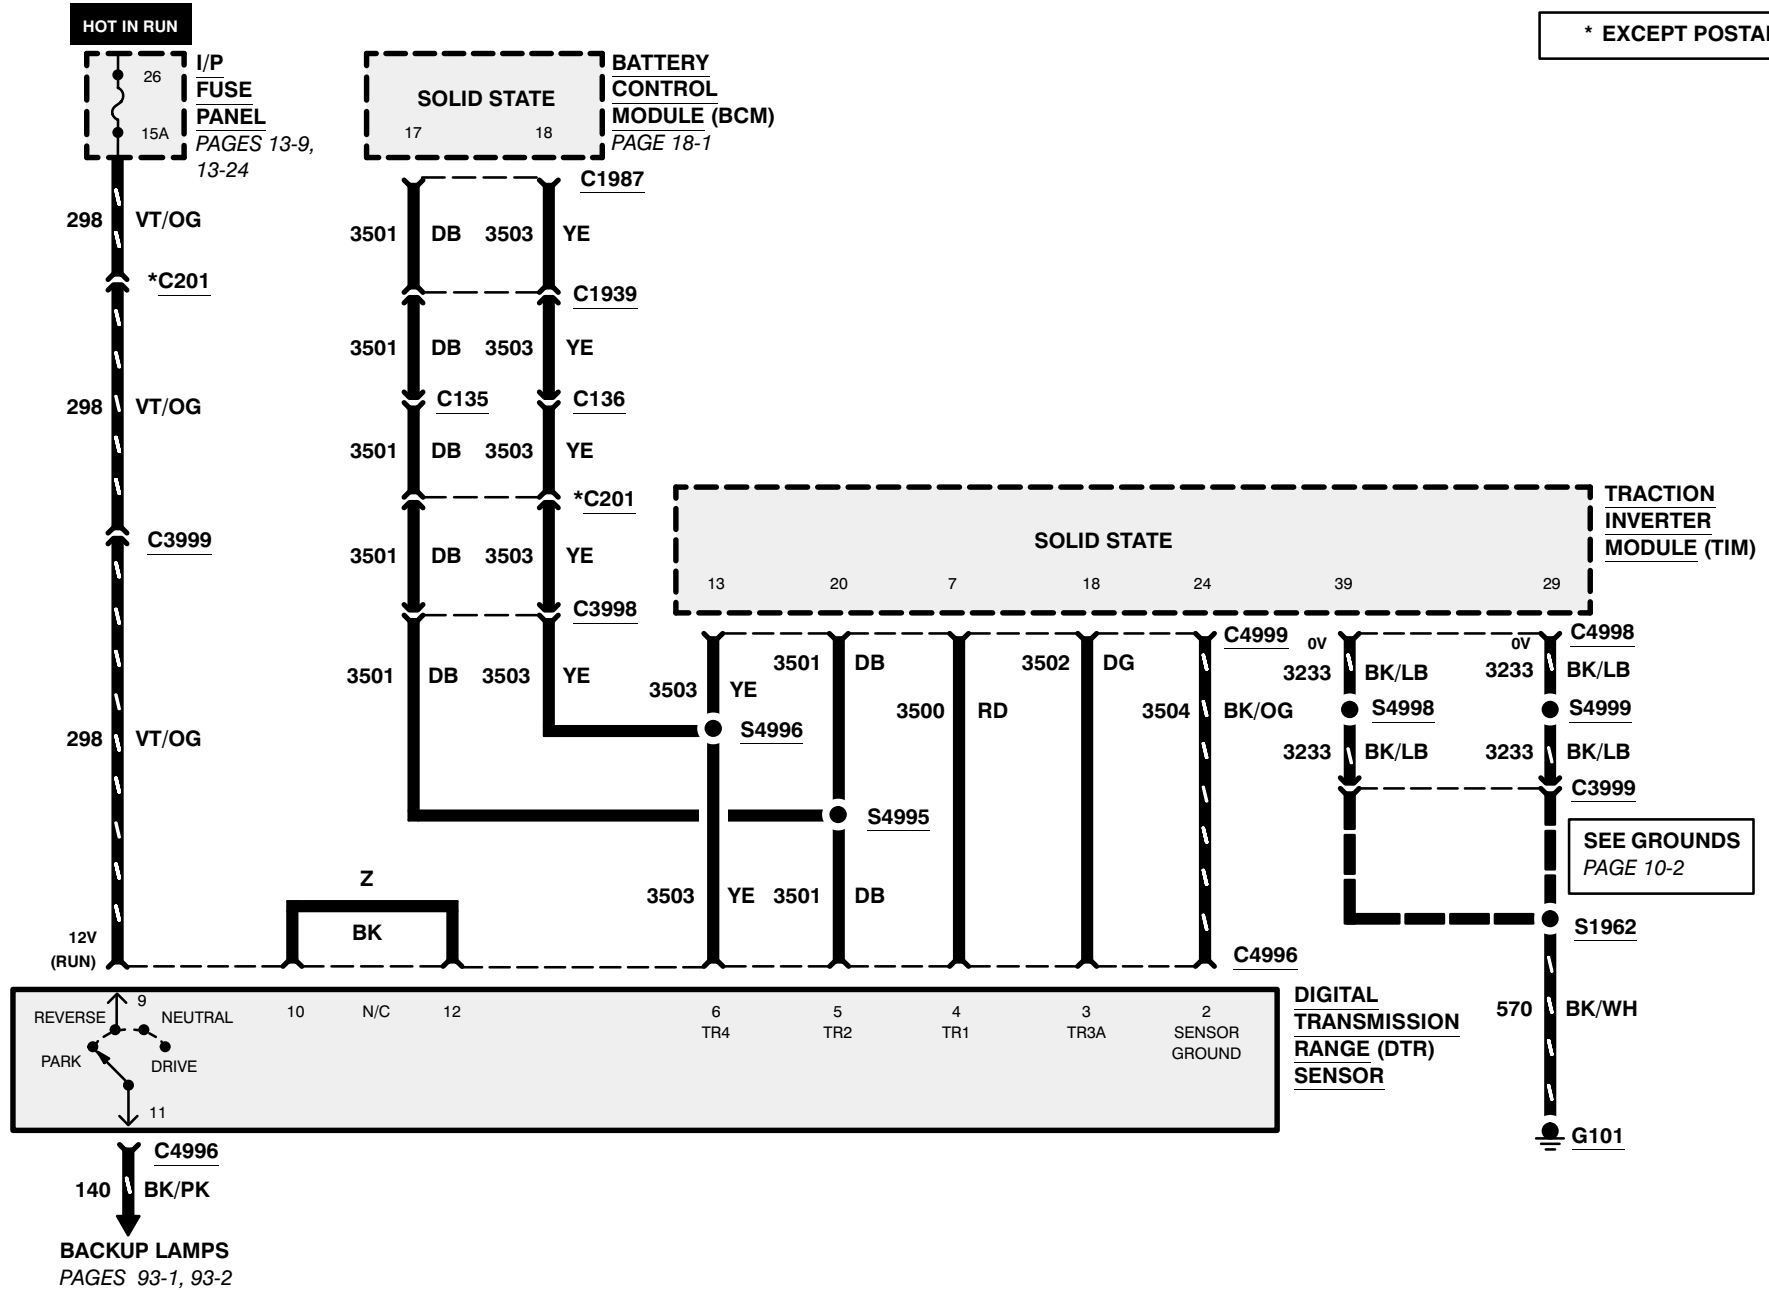 HOT IN RUN
* EXCEPT POSTAL
26
15A
I/P
FUSE
PANEL
PAGES 13-9,
13-24
SOLID STATE
17 18
BATTERY
CONTROL
MODULE (BCM)
PAGE 18-1
C1987
298 VT/OG
3501 DB 3503 YE
*C201
C1939
3501 DB 3503 YE
298 VT/OG
C135 C136
3501 DB 3503 YE
*C201
C3999
3501 DB 3503 YE
C3998
SOLID STATE
13 20 7 18 24 39 29
TRACTION
INVERTER
MODULE (TIM)
C4999 0V 0V C4998
3501 DB 3503 YE
3503 YE
3501 DB
3500 RD
3502 DG
3504 BK/OG
3233 BK/LB 3233 BK/LB
S4998 S4999
3233 BK/LB 3233 BK/LB
C3999
298 VT/OG
S4996
S4995
SEE GROUNDS
PAGE 10-2
Z
BK
3503 YE 3501 DB
S1962
12V
(RUN)
C4996
9
REVERSE NEUTRAL
PARK DRIVE
11
10 N/C 12
6
TR4
5
TR2
4
TR1
3
TR3A
2
SENSOR
GROUND
DIGITAL
TRANSMISSION
RANGE (DTR)
SENSOR
570 BK/WH
G101
C4996
140 BK/PK
BACKUP LAMPS
PAGES 93-1, 93-2